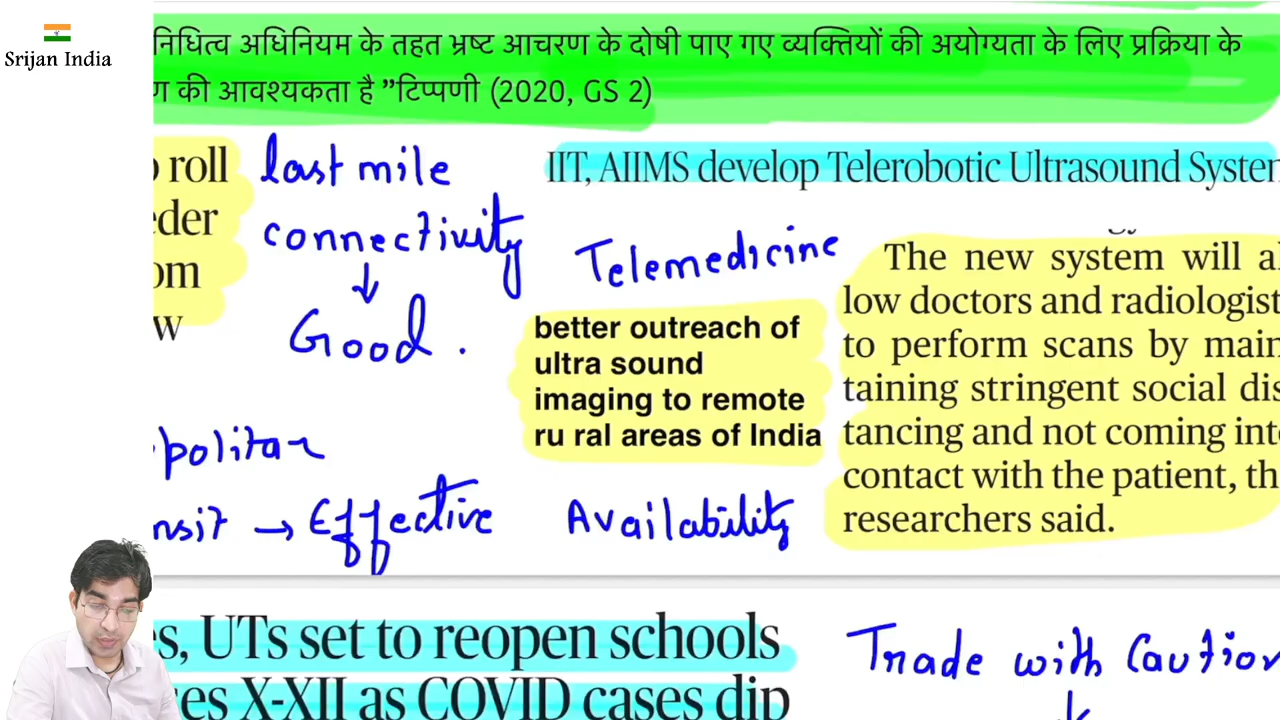 Srijan India
निधित्व अधिनियम के तहत भ्रष्ट आचरण के दोषी पाए गए व्यक्तियों की अयोग्यता के लिए प्रक्रिया के
ण की आवश्यकता है ”टिप्पणी (2020, GS 2)
roll
eder
om
w
last mile
connectivity
Good.
politan
nsit → Effective
IIT, AIIMS develop Telerobotic Ultrasound System
Telemedicine
better outreach of
ultra sound
imaging to remote
ru ral areas of India
Availability
The new system will al
low doctors and radiologist
to perform scans by main
taining stringent social dis
tancing and not coming into
contact with the patient, th
researchers said.
s, UTs set to reopen schools
es X-XII as COVID cases dip
Trade with Caution